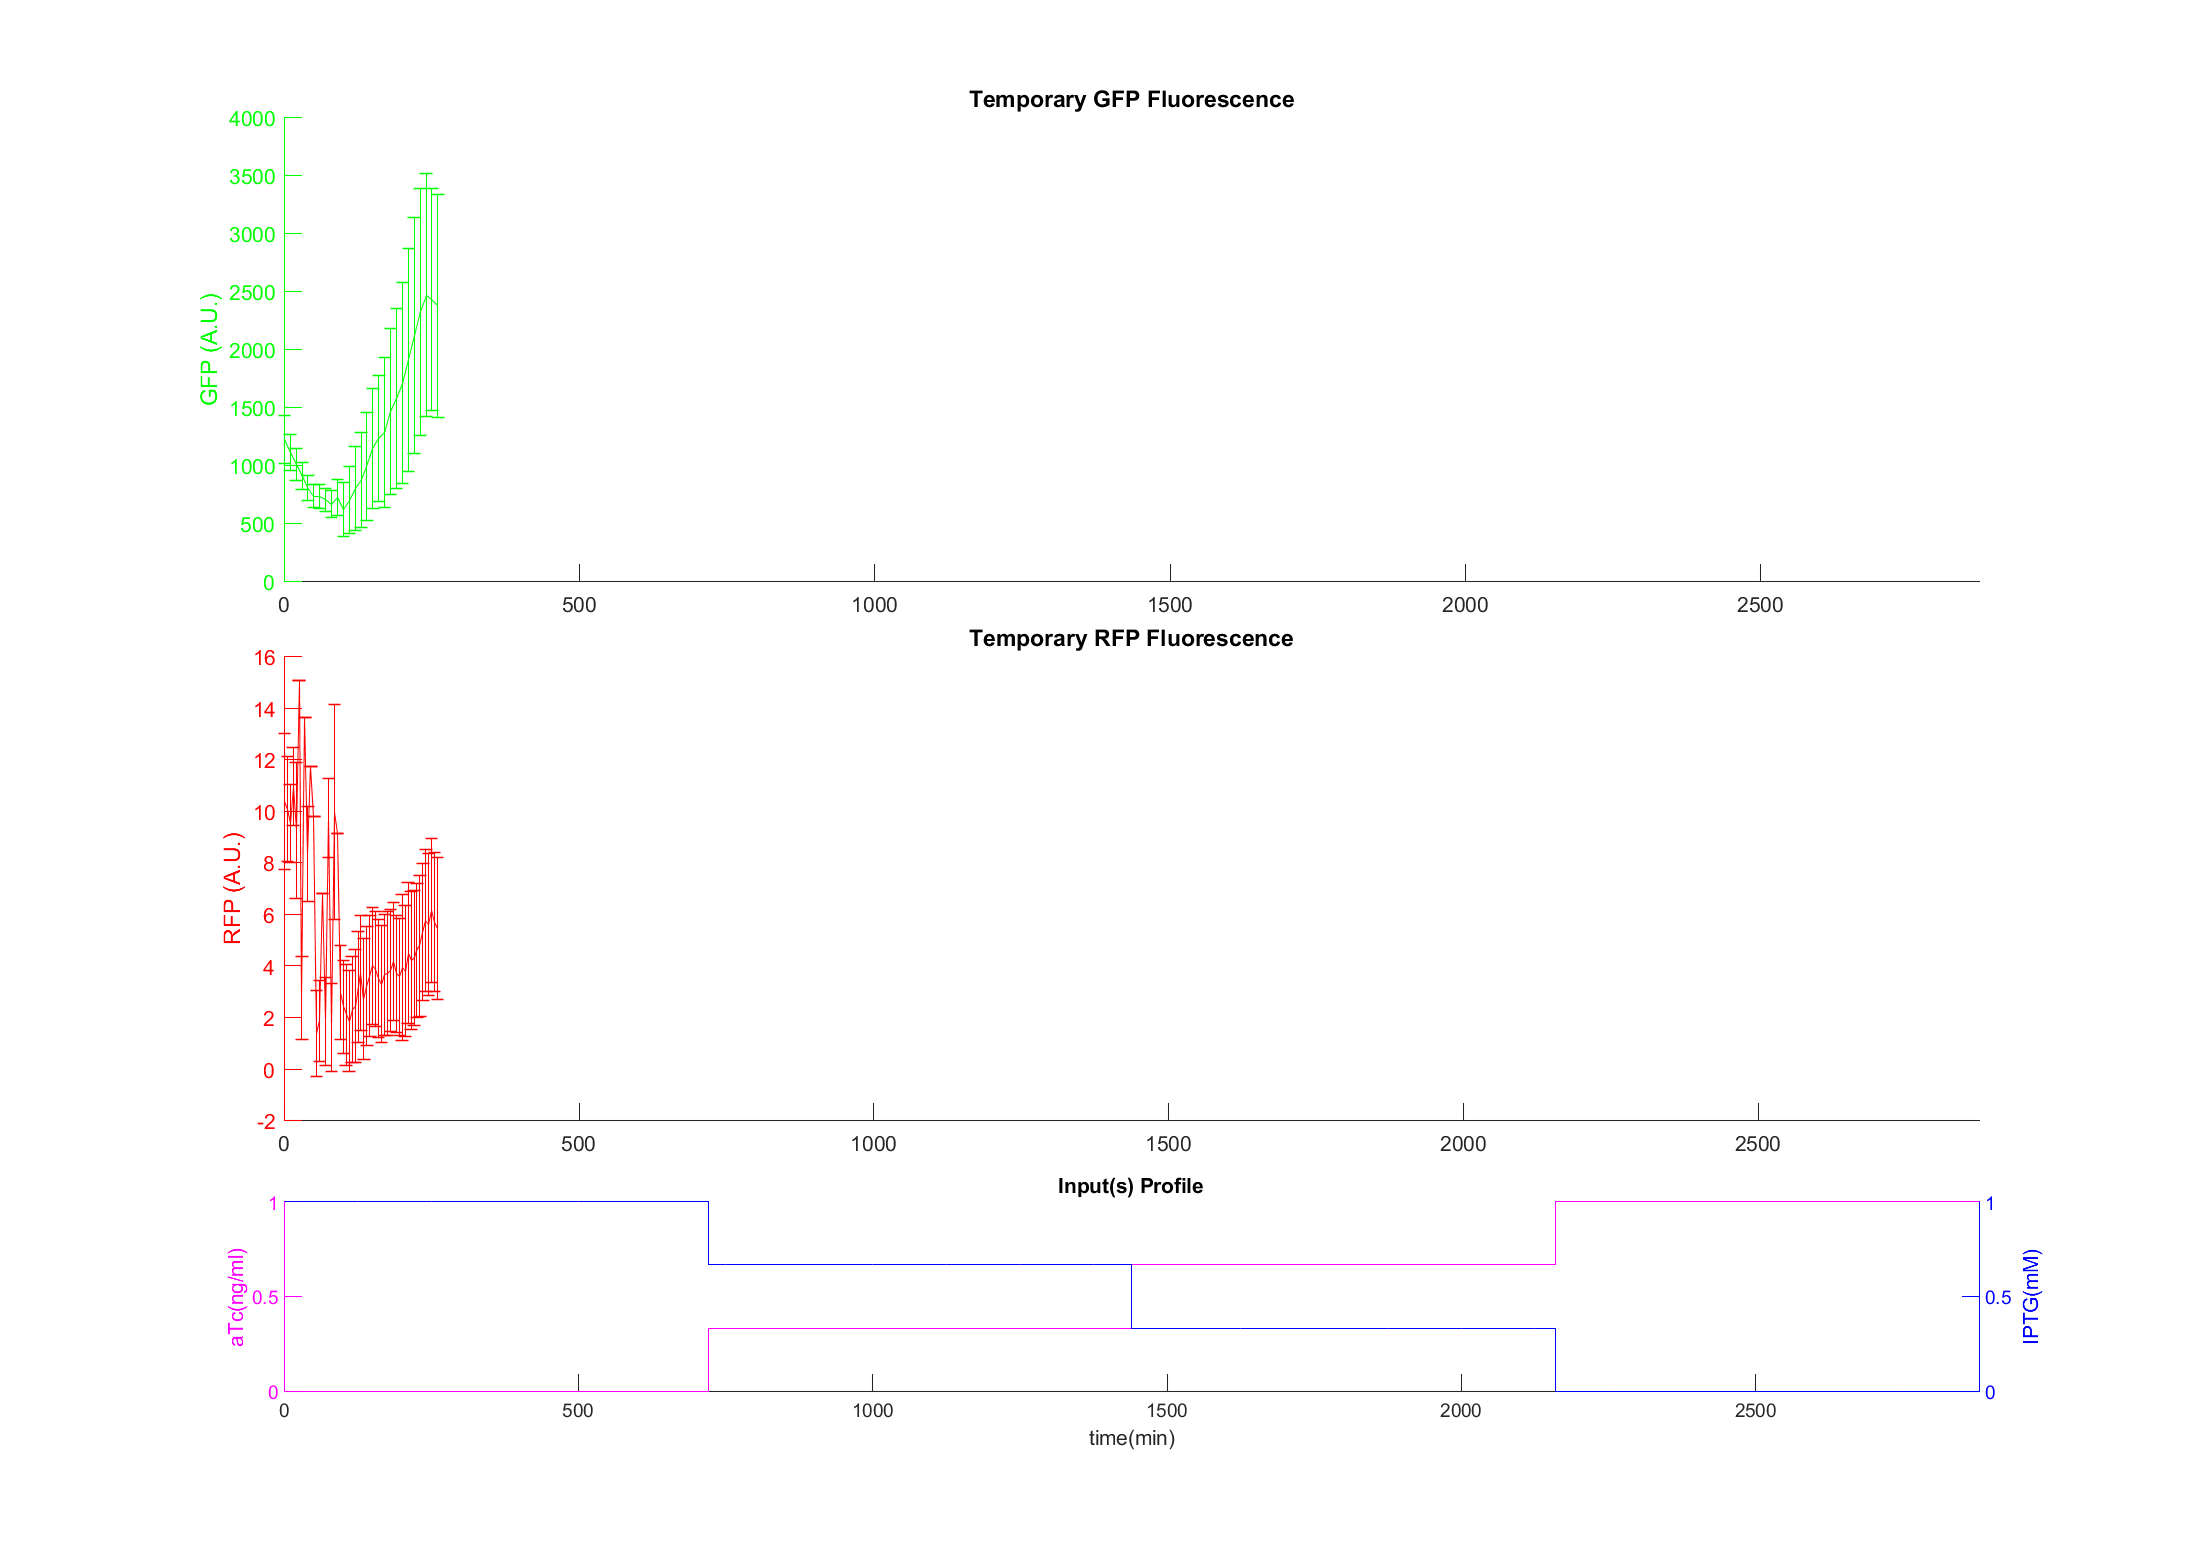 Temporary GFP Fluorescence
4000
3500
3000
2500
2000
1500
1000
500
0
GFP (A.U.)
0 500 1000 1500 2000 2500
Temporary RFP Fluorescence
16
14
12
10
8
6
4
2
0
-2
RFP (A.U.)
0 500 1000 1500 2000 2500
Input(s) Profile
1
0.5
0
aTc(ng/ml)
1
0.5
0
IPTG(mM)
0 500 1000 1500 2000 2500
time(min)